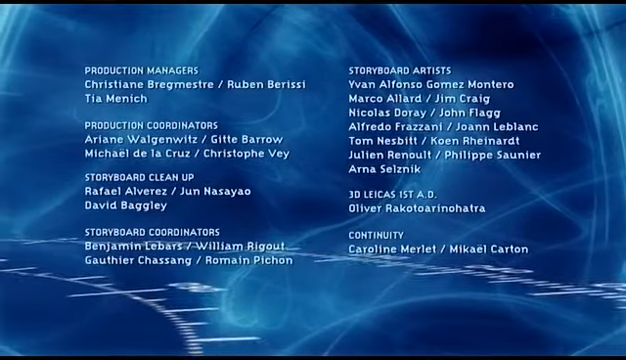 PRODUCTION MANAGERS
Christiane Bregmestre / Ruben Berissi
Tia Menich
PRODUCTION COORDINATORS
Ariane Walgenwitz / Gitte Barrow
Michaël de la Cruz / Christophe Vey
STORYBOARD CLEAN UP
Rafael Alverez / Jun Nasayao
David Baggley
STORYBOARD COORDINATORS
Benjamin Lebars / William Rigout
Gauthier Chassang / Romain Pichon
STORYBOARD ARTISTS
Yvan Alfonso Gomez Montero
Marco Allard / Jim Craig
Nicolas Doray / John Flagg
Alfredo Frazzani / Joann Leblanc
Tom Nesbitt / Koen Rheinardt
Julien Renoult / Philippe Saunier
Arna Selznik
3D LEICAS 1ST A.D.
Oliver Rakotoarinohatra
CONTINUITY
Caroline Merlet / Mikaël Carton